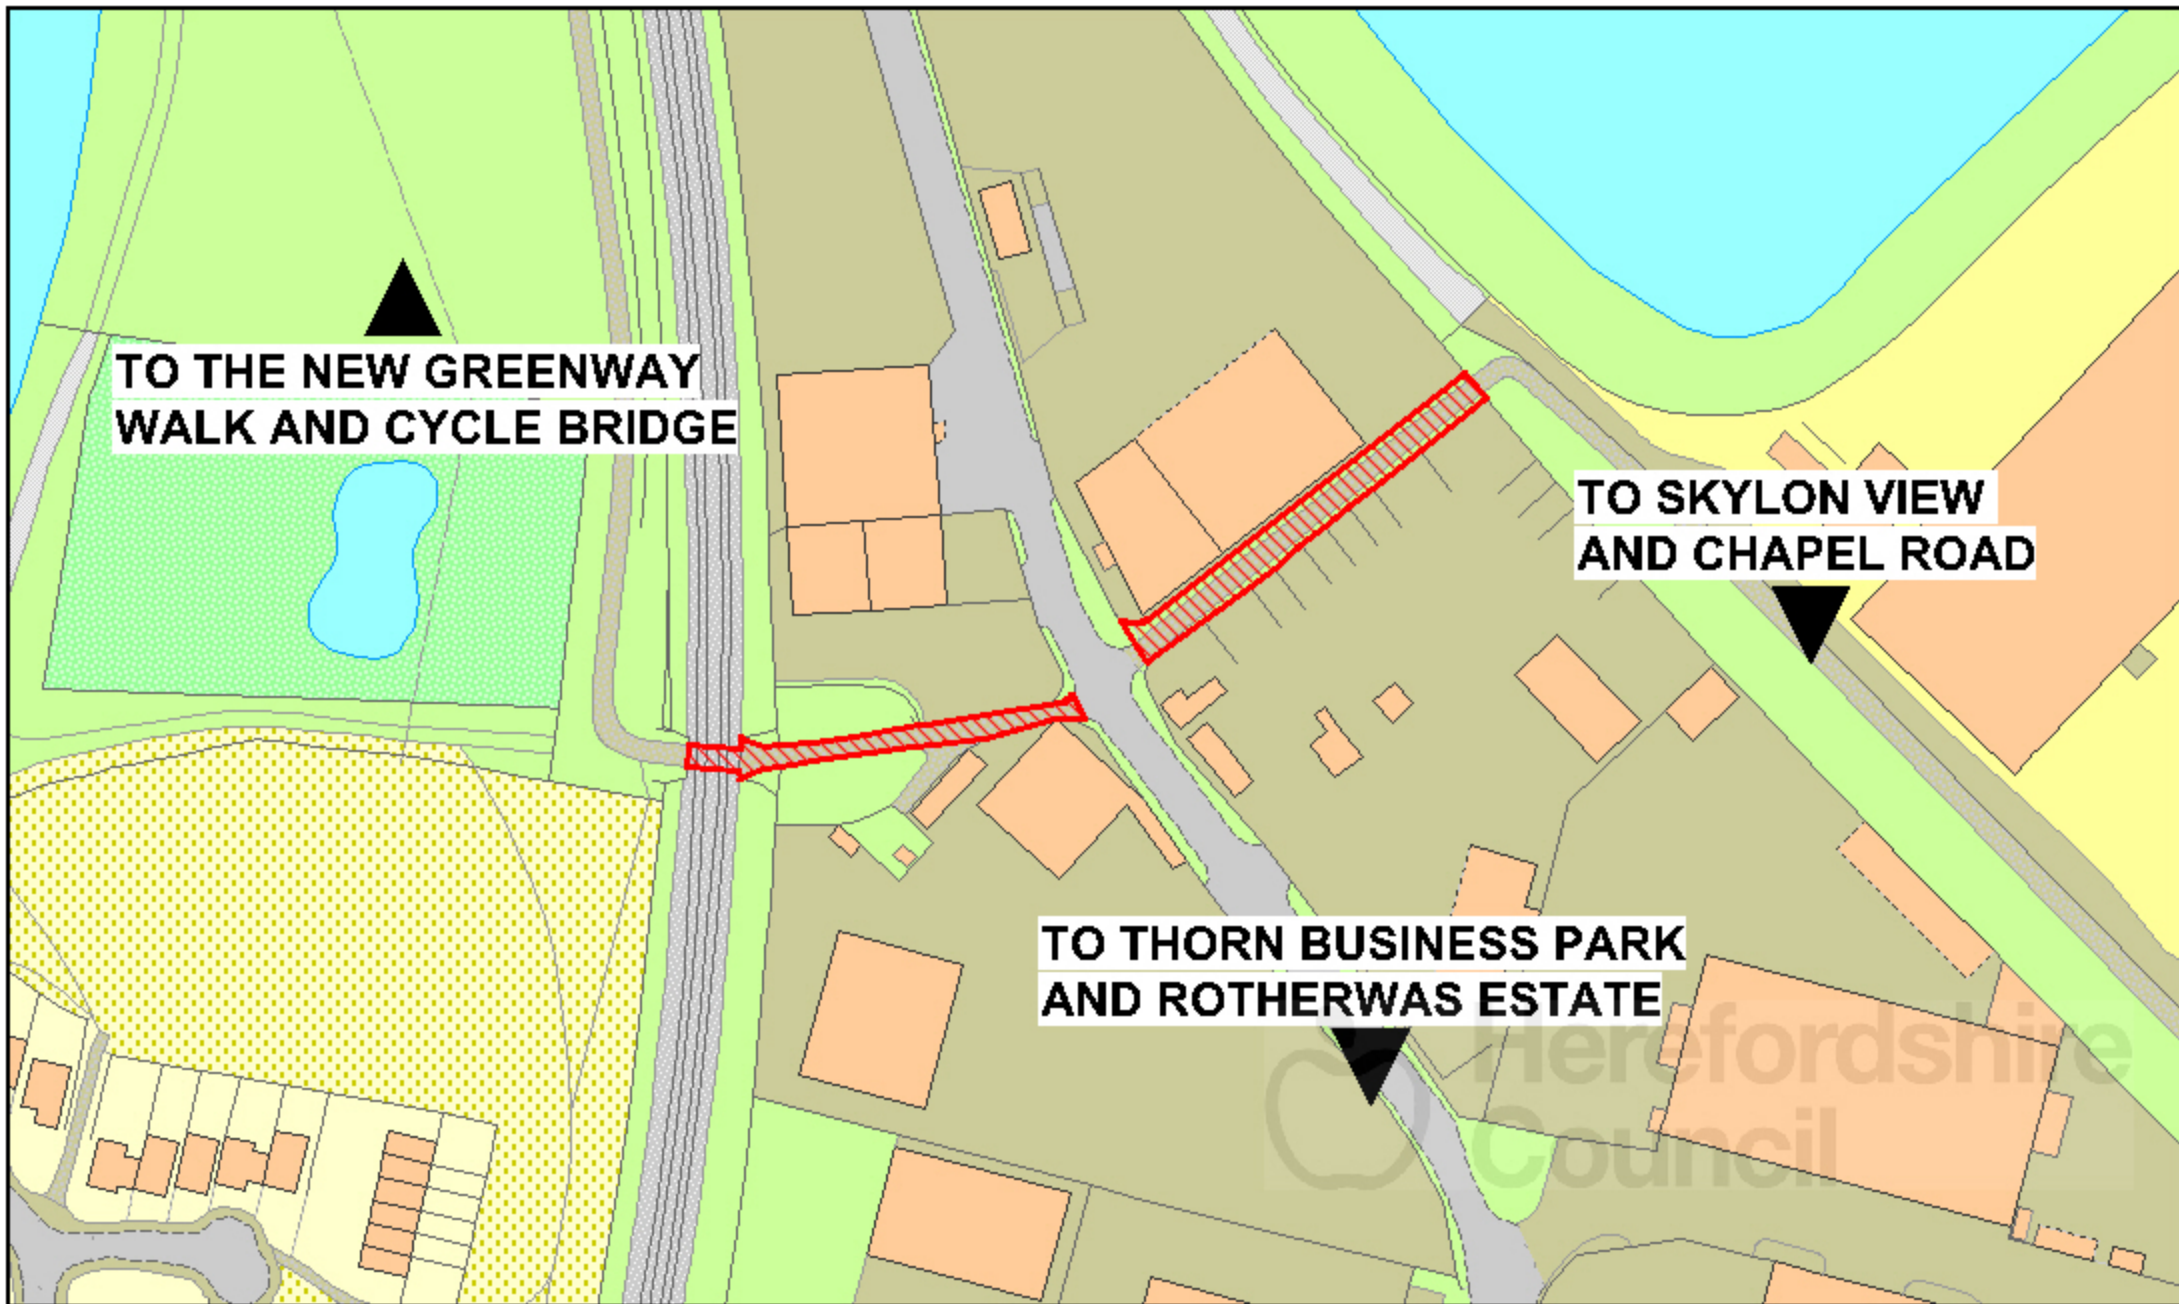 TO THE NEW GREENWAY
WALK AND CYCLE BRIDGE
TO SKYLON VIEW
AND CHAPEL ROAD
TO THORN BUSINESS PARK
AND ROTHERWAS ESTATE
Herefordshire
Council